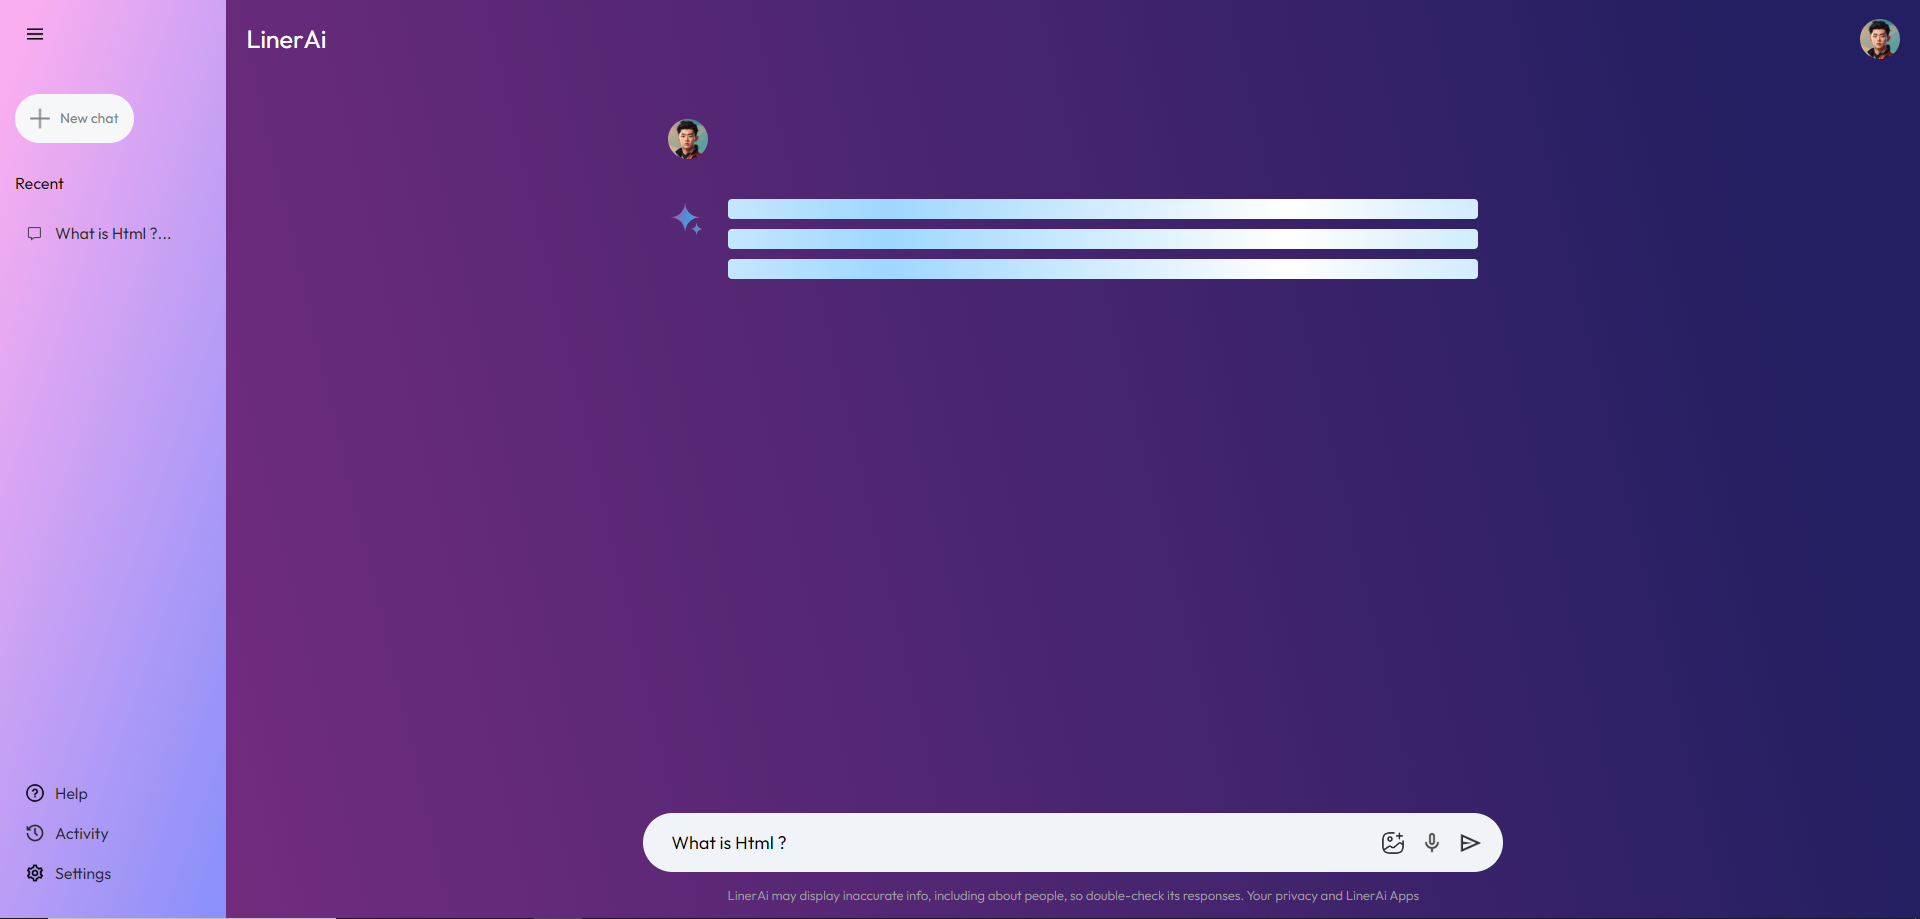 LinerAi
New chat
Recent
What is Html ?...
Help
Activity
Settings
What is Html ?
LinerAi may display inaccurate info, including about people, so double-check its responses. Your privacy and LinerAi Apps